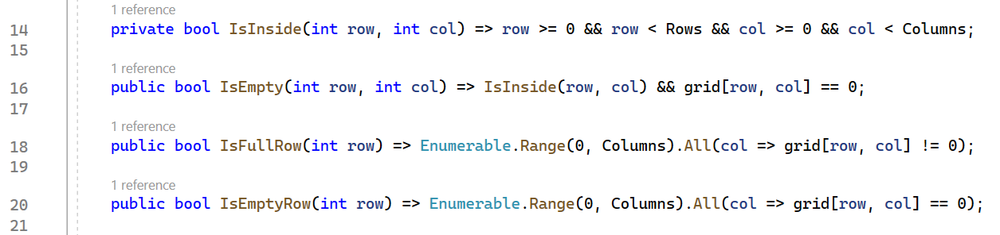 1 reference
14 private bool IsInside(int row, int col) => row >= 0 && row < Rows && col >= 0 && col < Columns;
15
1 reference
16 public bool IsEmpty(int row, int col) => IsInside(row, col) && grid[row, col] == 0;
17
1 reference
18 public bool IsFullRow(int row) => Enumerable.Range(0, Columns).All(col => grid[row, col] != 0);
19
1 reference
20 public bool IsEmptyRow(int row) => Enumerable.Range(0, Columns).All(col => grid[row, col] == 0);
21